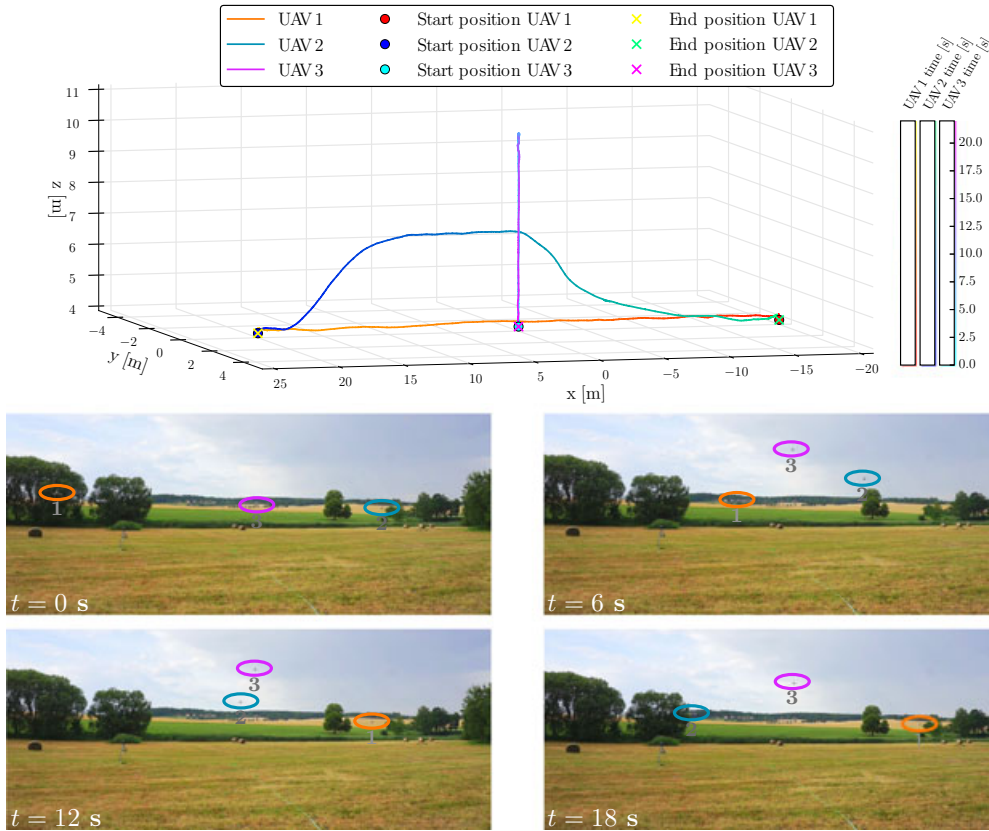 UAV 1 Start position UAV 1 End position UAV 1
UAV 2 Start position UAV 2 End position UAV 2
UAV 3 Start position UAV 3 End position UAV 3
UAV 1 time [s]
UAV 2 time [s]
UAV 3 time [s]
11
10
9
8
7
6
5
4
z [m]
−4
−2
0
2
4
y [m]
25 20 15 10 5 0 −5 −10 −15 −20
x [m]
20.0
17.5
15.0
12.5
10.0
7.5
5.0
2.5
0.0
1 3 2
t = 0 s
3
2
1
t = 6 s
3
2
1
t = 12 s
3
2
1
t = 18 s